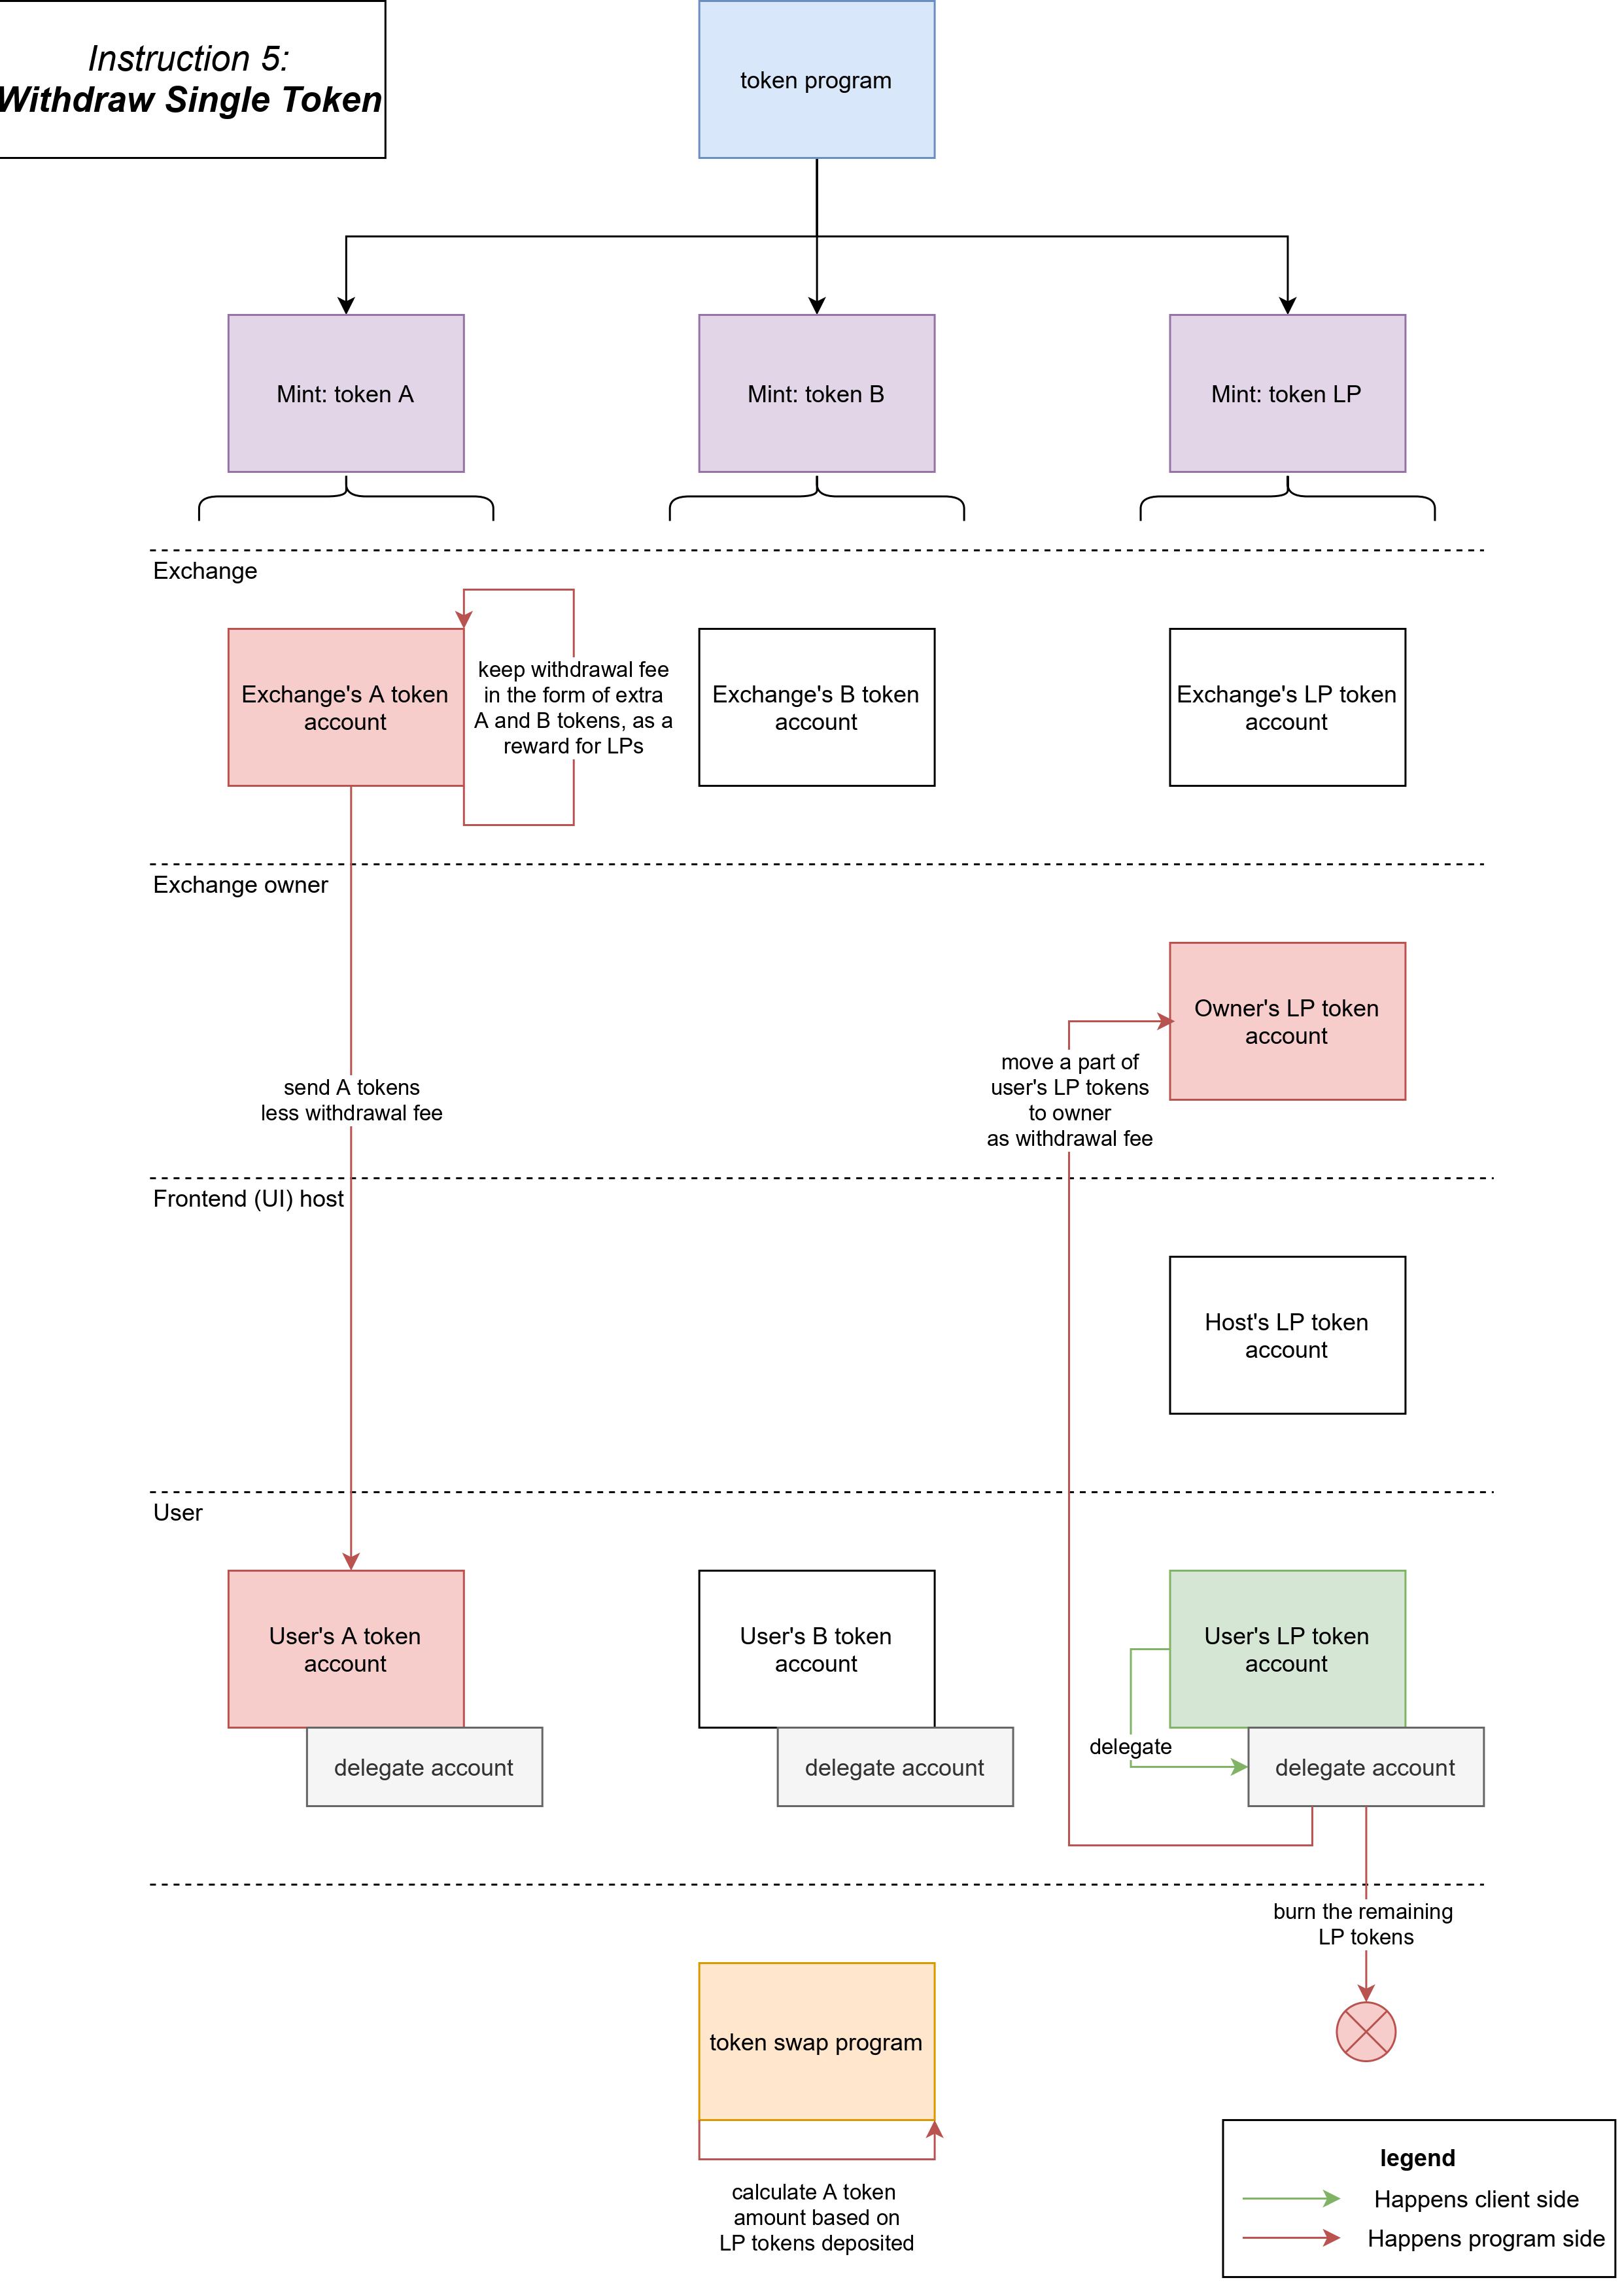 Instruction 5:
Withdraw Single Token
token program
Mint: token A
Mint: token B
Mint: token LP
Exchange
Exchange's A token
account
keep withdrawal fee
in the form of extra
A and B tokens, as a
reward for LPs
Exchange's B token
account
Exchange's LP token
account
Exchange owner
Owner's LP token
account
send A tokens
less withdrawal fee
move a part of
user's LP tokens
to owner
as withdrawal fee
Frontend (UI) host
Host's LP token
account
User
User's A token
account
delegate account
User's B token
account
delegate account
User's LP token
account
delegate
delegate account
burn the remaining
LP tokens
token swap program
calculate A token
amount based on
LP tokens deposited
legend
Happens client side
Happens program side